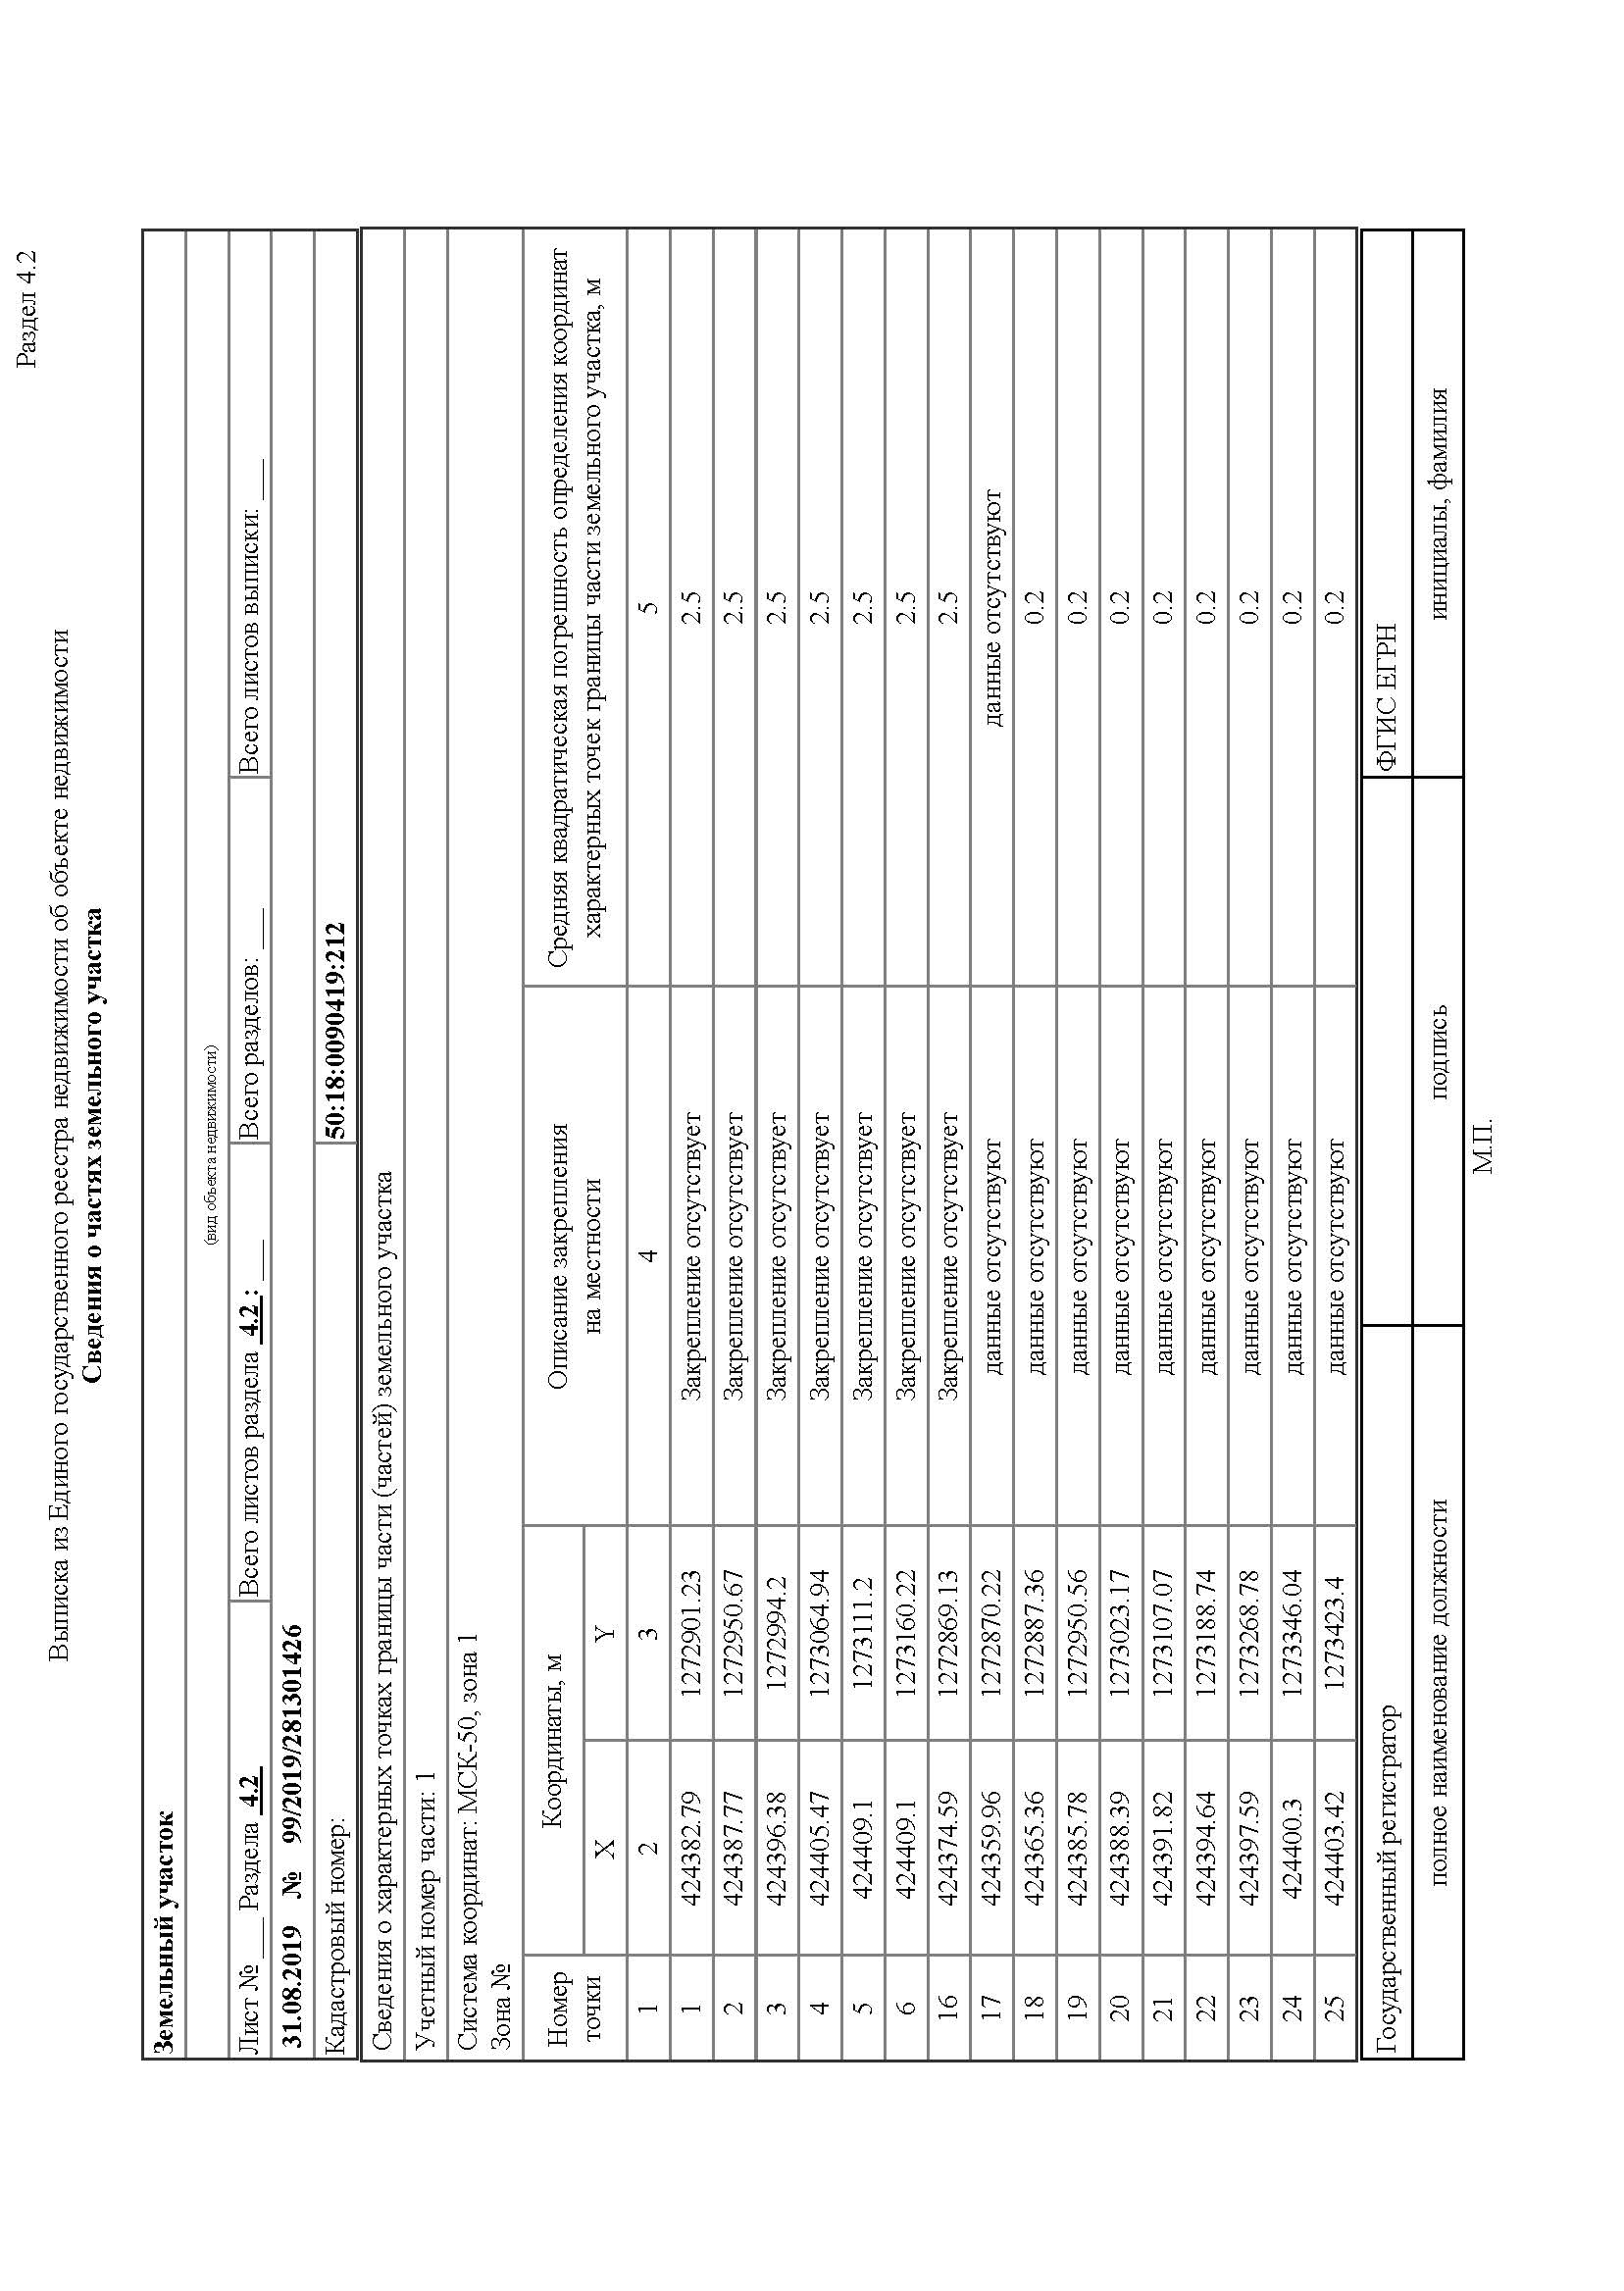 Раздел 4.2
Выписка из Единого государственного реестра недвижимости об объекте недвижимости
Сведения о частях земельного участка
Земельный участок
(вид объекта недвижимости)
Лист № ___ Раздела 4.2 Всего листов раздела 4.2 : ___ Всего разделов: ___ Всего листов выписки: ___
31.08.2019 № 99/2019/281301426
Кадастровый номер: 50:18:0090419:212
Сведения о характерных точках границы части (частей) земельного участка
Учетный номер части: 1
Система координат: МСК-50, зона 1
Зона №
Номер точки Координаты, м Описание закрепления на местности Средняя квадратическая погрешность определения координат характерных точек границы части земельного участка, м
X Y
1 2 3 4 5
1 424382.79 1272901.23 Закрепление отсутствует 2.5
2 424387.77 1272950.67 Закрепление отсутствует 2.5
3 424396.38 1272994.2 Закрепление отсутствует 2.5
4 424405.47 1273064.94 Закрепление отсутствует 2.5
5 424409.1 1273111.2 Закрепление отсутствует 2.5
6 424409.1 1273160.22 Закрепление отсутствует 2.5
16 424374.59 1272869.13 Закрепление отсутствует 2.5
17 424359.96 1272870.22 данные отсутствуют данные отсутствуют
18 424365.36 1272887.36 данные отсутствуют 0.2
19 424385.78 1272950.56 данные отсутствуют 0.2
20 424388.39 1273023.17 данные отсутствуют 0.2
21 424391.82 1273107.07 данные отсутствуют 0.2
22 424394.64 1273188.74 данные отсутствуют 0.2
23 424397.59 1273268.78 данные отсутствуют 0.2
24 424400.3 1273346.04 данные отсутствуют 0.2
25 424403.42 1273423.4 данные отсутствуют 0.2
Государственный регистратор ФГИС ЕГРН
полное наименование должности подпись инициалы, фамилия
М.П.